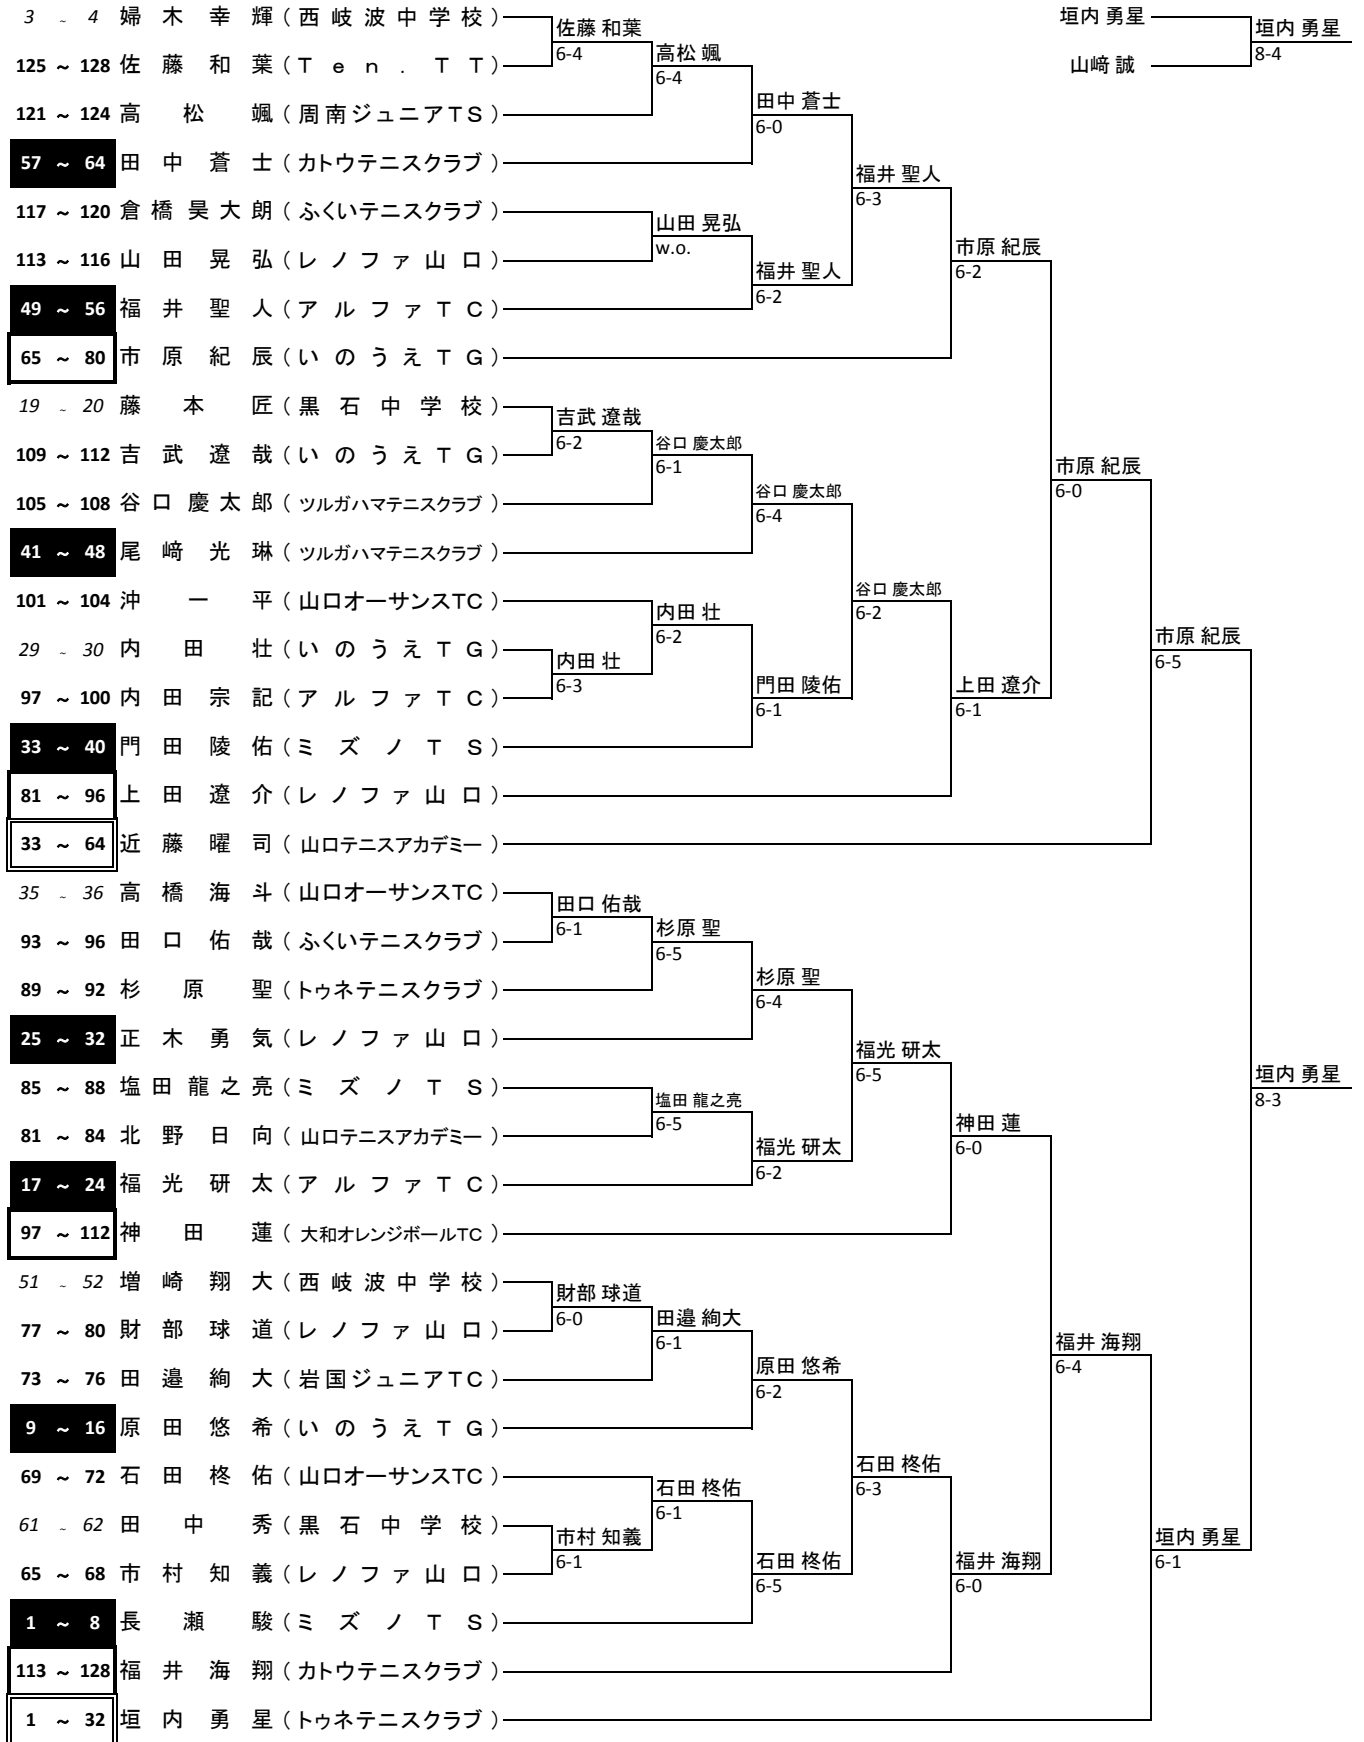 3 ~ 4 婦木幸輝(西岐波中学校)
125 ~ 128 佐藤和葉(Ten.TT)
121 ~ 124 高松颯(周南ジュニアTS)
57 ~ 64 田中蒼士(カトウテニスクラブ)
117 ~ 120 倉橋昊大朗(ふくいテニスクラブ)
113 ~ 116 山田晃弘(レノファ山口)
49 ~ 56 福井聖人(アルファTC)
65 ~ 80 市原紀辰(いのうえTG)
19 ~ 20 藤本匠(黒石中学校)
109 ~ 112 吉武遼哉(いのうえTG)
105 ~ 108 谷口慶太郎(ツルガハマテニスクラブ)
41 ~ 48 尾﨑光琳(ツルガハマテニスクラブ)
101 ~ 104 沖一平(山口オーサンスTC)
29 ~ 30 内田壮(いのうえTG)
97 ~ 100 内田宗記(アルファTC)
33 ~ 40 門田陵佑(ミズノTS)
81 ~ 96 上田遼介(レノファ山口)
33 ~ 64 近藤曜司(山口テニスアカデミー)
35 ~ 36 高橋海斗(山口オーサンスTC)
93 ~ 96 田口佑哉(ふくいテニスクラブ)
89 ~ 92 杉原聖(トゥネテニスクラブ)
25 ~ 32 正木勇気(レノファ山口)
85 ~ 88 塩田龍之亮(ミズノTS)
81 ~ 84 北野日向(山口テニスアカデミー)
17 ~ 24 福光研太(アルファTC)
97 ~ 112 神田蓮(大和オレンジボールTC)
51 ~ 52 増崎翔大(西岐波中学校)
77 ~ 80 財部球道(レノファ山口)
73 ~ 76 田邉絢大(岩国ジュニアTC)
9 ~ 16 原田悠希(いのうえTG)
69 ~ 72 石田柊佑(山口オーサンスTC)
61 ~ 62 田中秀(黒石中学校)
65 ~ 68 市村知義(レノファ山口)
1 ~ 8 長瀬駿(ミズノTS)
113 ~ 128 福井海翔(カトウテニスクラブ)
1 ~ 32 垣内勇星(トゥネテニスクラブ)
佐藤 和葉
6-4
吉武 遼哉
6-2
内田 壮
6-3
田口 佑哉
6-1
財部 球道
6-0
市村 知義
6-1
高松 颯
6-4
山田 晃弘
w.o.
谷口 慶太郎
6-1
内田 壮
6-2
杉原 聖
6-5
塩田 龍之亮
6-5
田邉 絢大
6-1
石田 柊佑
6-1
田中 蒼士
6-0
福井 聖人
6-2
谷口 慶太郎
6-4
門田 陵佑
6-1
杉原 聖
6-4
福光 研太
6-2
原田 悠希
6-2
石田 柊佑
6-5
福井 聖人
6-3
谷口 慶太郎
6-2
福光 研太
6-5
石田 柊佑
6-3
市原 紀辰
6-2
上田 遼介
6-1
神田 蓮
6-0
福井 海翔
6-0
市原 紀辰
6-0
福井 海翔
6-4
市原 紀辰
6-5
垣内 勇星
6-1
垣内 勇星
8-3
垣内 勇星
山﨑 誠
垣内 勇星
8-4